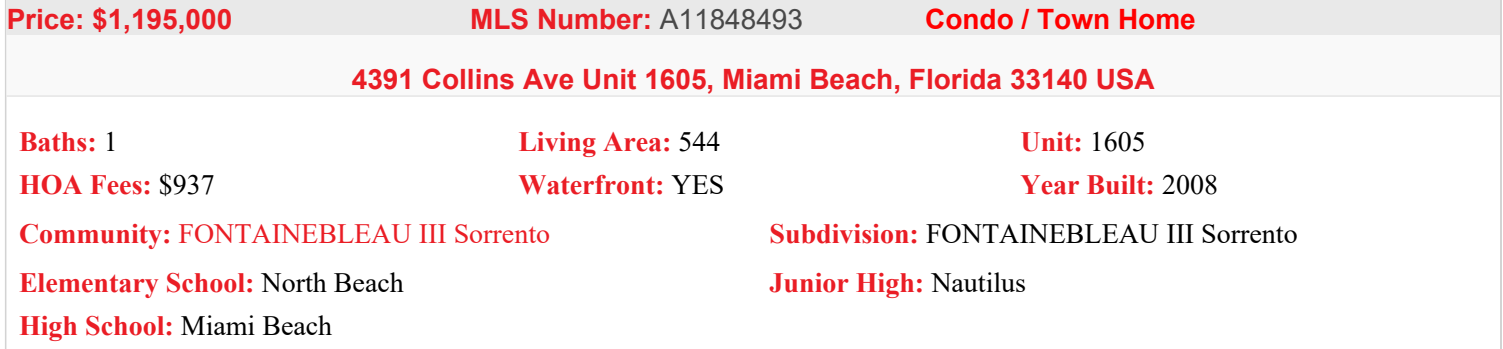 Price: $1,195,000 MLS Number: A11848493 Condo / Town Home
4391 Collins Ave Unit 1605, Miami Beach, Florida 33140 USA
Baths: 1 Living Area: 544 Unit: 1605
HOA Fees: $937 Waterfront: YES Year Built: 2008
Community: FONTAINEBLEAU III Sorrento Subdivision: FONTAINEBLEAU III Sorrento
Elementary School: North Beach Junior High: Nautilus
High School: Miami Beach